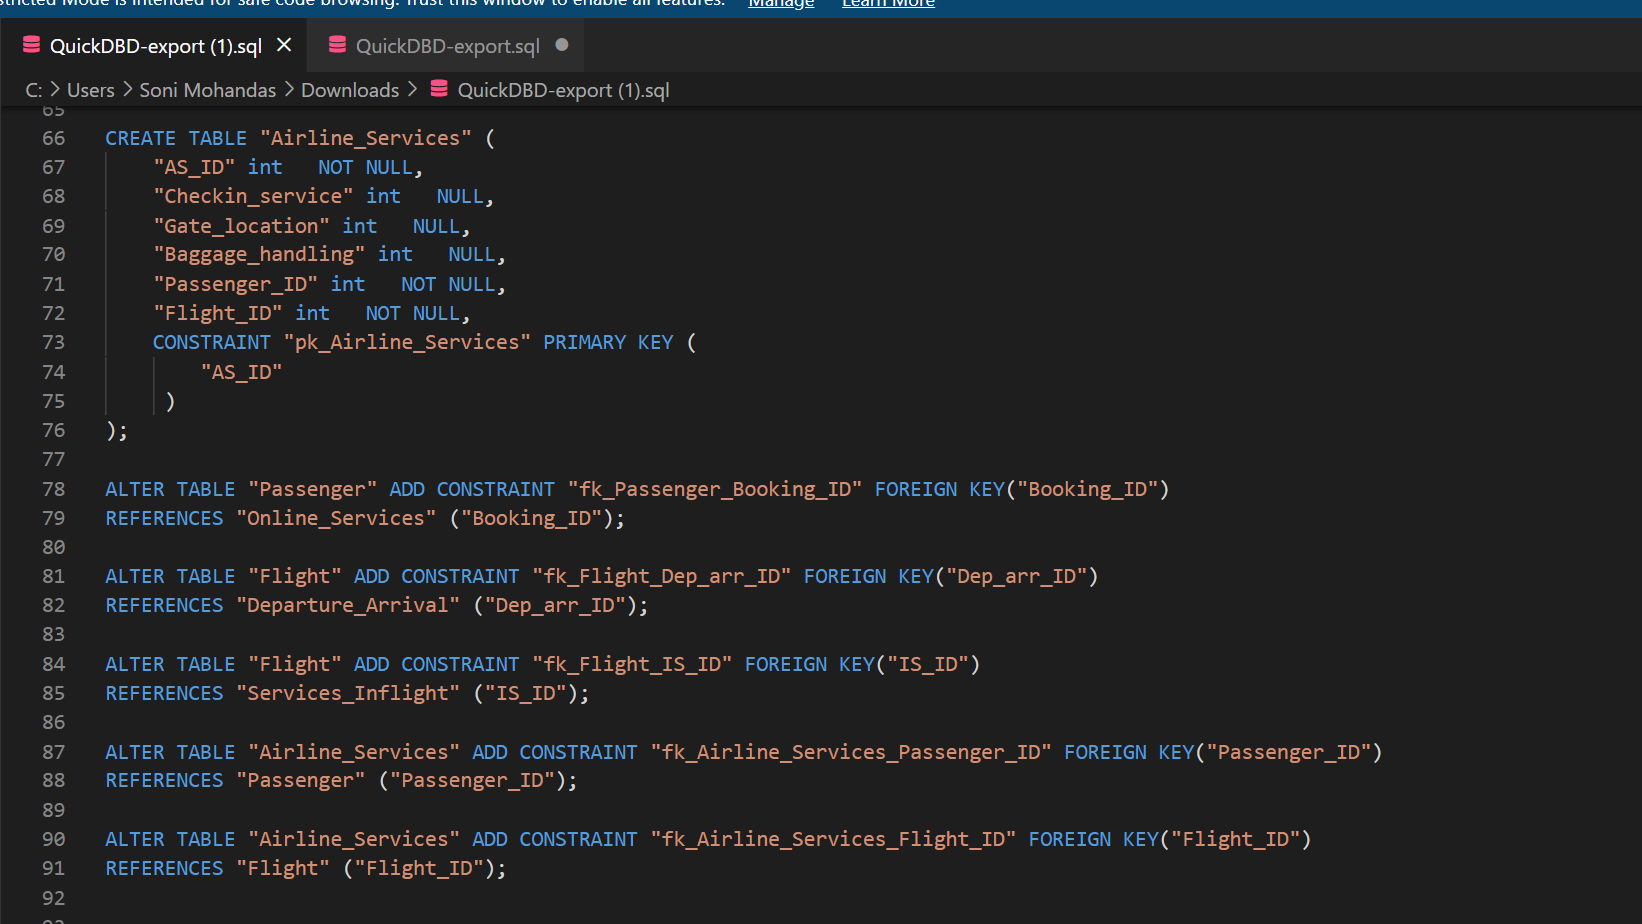 stricted Mode is intended for safe code browsing. Trust this window to enable all features. Manage Learn More
QuickDBD-export (1).sql QuickDBD-export.sql
C: > Users > Soni Mohandas > Downloads > QuickDBD-export (1).sql
65
66 CREATE TABLE "Airline_Services" (
67 "AS_ID" int NOT NULL,
68 "Checkin_service" int NULL,
69 "Gate_location" int NULL,
70 "Baggage_handling" int NULL,
71 "Passenger_ID" int NOT NULL,
72 "Flight_ID" int NOT NULL,
73 CONSTRAINT "pk_Airline_Services" PRIMARY KEY (
74 "AS_ID"
75 )
76 );
77
78 ALTER TABLE "Passenger" ADD CONSTRAINT "fk_Passenger_Booking_ID" FOREIGN KEY("Booking_ID")
79 REFERENCES "Online_Services" ("Booking_ID");
80
81 ALTER TABLE "Flight" ADD CONSTRAINT "fk_Flight_Dep_arr_ID" FOREIGN KEY("Dep_arr_ID")
82 REFERENCES "Departure_Arrival" ("Dep_arr_ID");
83
84 ALTER TABLE "Flight" ADD CONSTRAINT "fk_Flight_IS_ID" FOREIGN KEY("IS_ID")
85 REFERENCES "Services_Inflight" ("IS_ID");
86
87 ALTER TABLE "Airline_Services" ADD CONSTRAINT "fk_Airline_Services_Passenger_ID" FOREIGN KEY("Passenger_ID")
88 REFERENCES "Passenger" ("Passenger_ID");
89
90 ALTER TABLE "Airline_Services" ADD CONSTRAINT "fk_Airline_Services_Flight_ID" FOREIGN KEY("Flight_ID")
91 REFERENCES "Flight" ("Flight_ID");
92